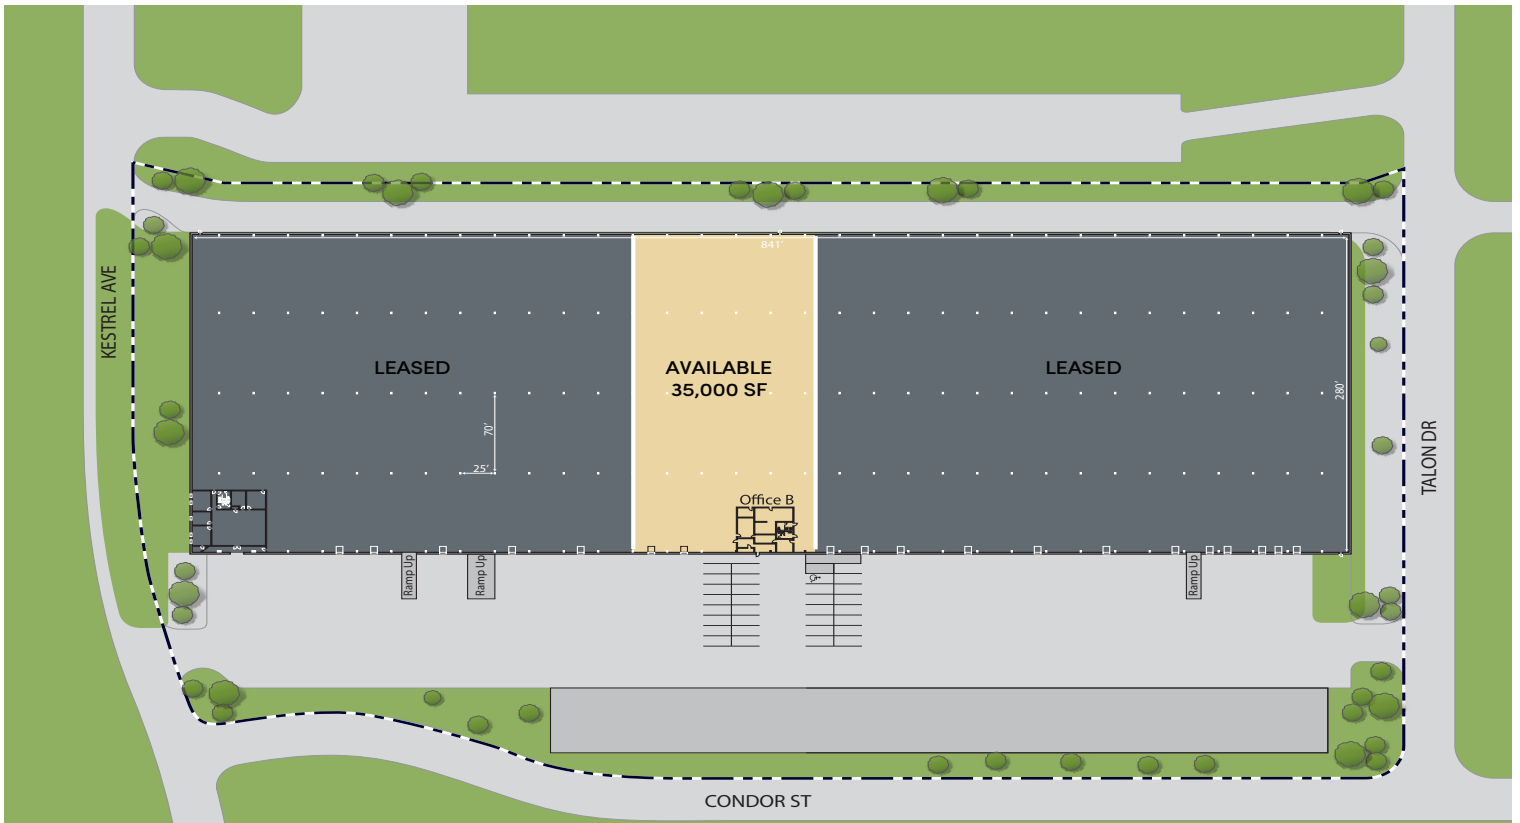 841'
KESTREL AVE
LEASED
AVAILABLE
35,000 SF
LEASED
280'
70'
25'
TALON DR
Office B
Ramp Up
Ramp Up
Ramp Up
CONDOR ST